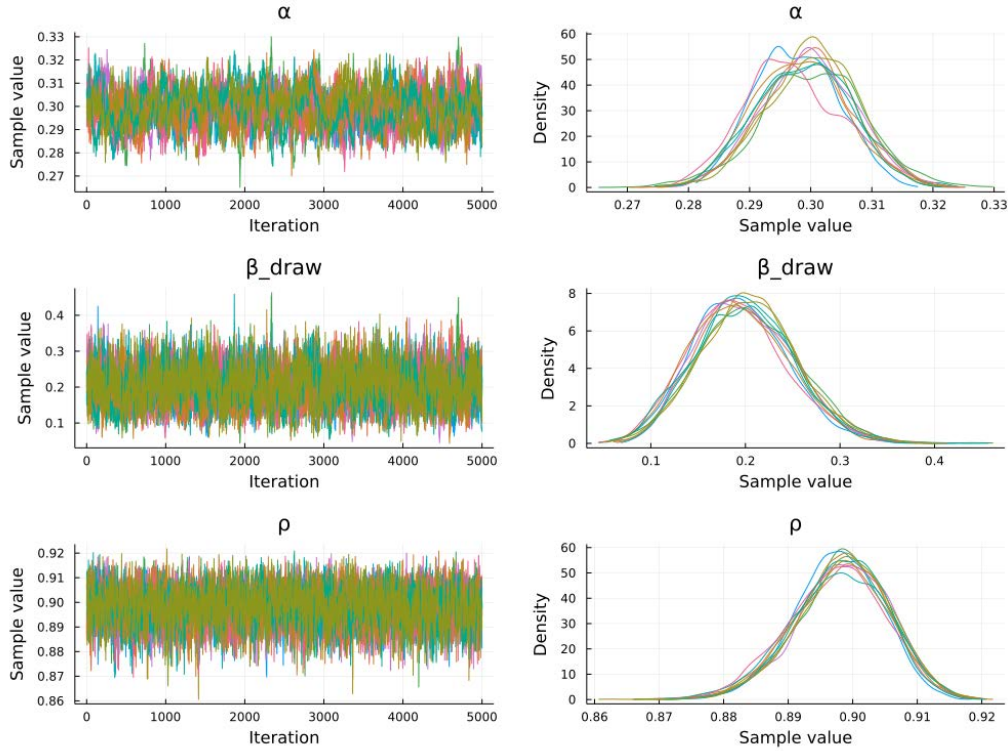 α
0.33
0.32
0.31
0.30
0.29
0.28
0.27
Sample value
0 1000 2000 3000 4000 5000
Iteration
α
60
50
40
30
20
10
0
Density
0.27 0.28 0.29 0.30 0.31 0.32 0.33
Sample value
β_draw
0.4
0.3
0.2
0.1
Sample value
0 1000 2000 3000 4000 5000
Iteration
β_draw
8
6
4
2
0
Density
0.1 0.2 0.3 0.4
Sample value
ρ
0.92
0.91
0.90
0.89
0.88
0.87
0.86
Sample value
0 1000 2000 3000 4000 5000
Iteration
ρ
60
50
40
30
20
10
0
Density
0.86 0.87 0.88 0.89 0.90 0.91 0.92
Sample value